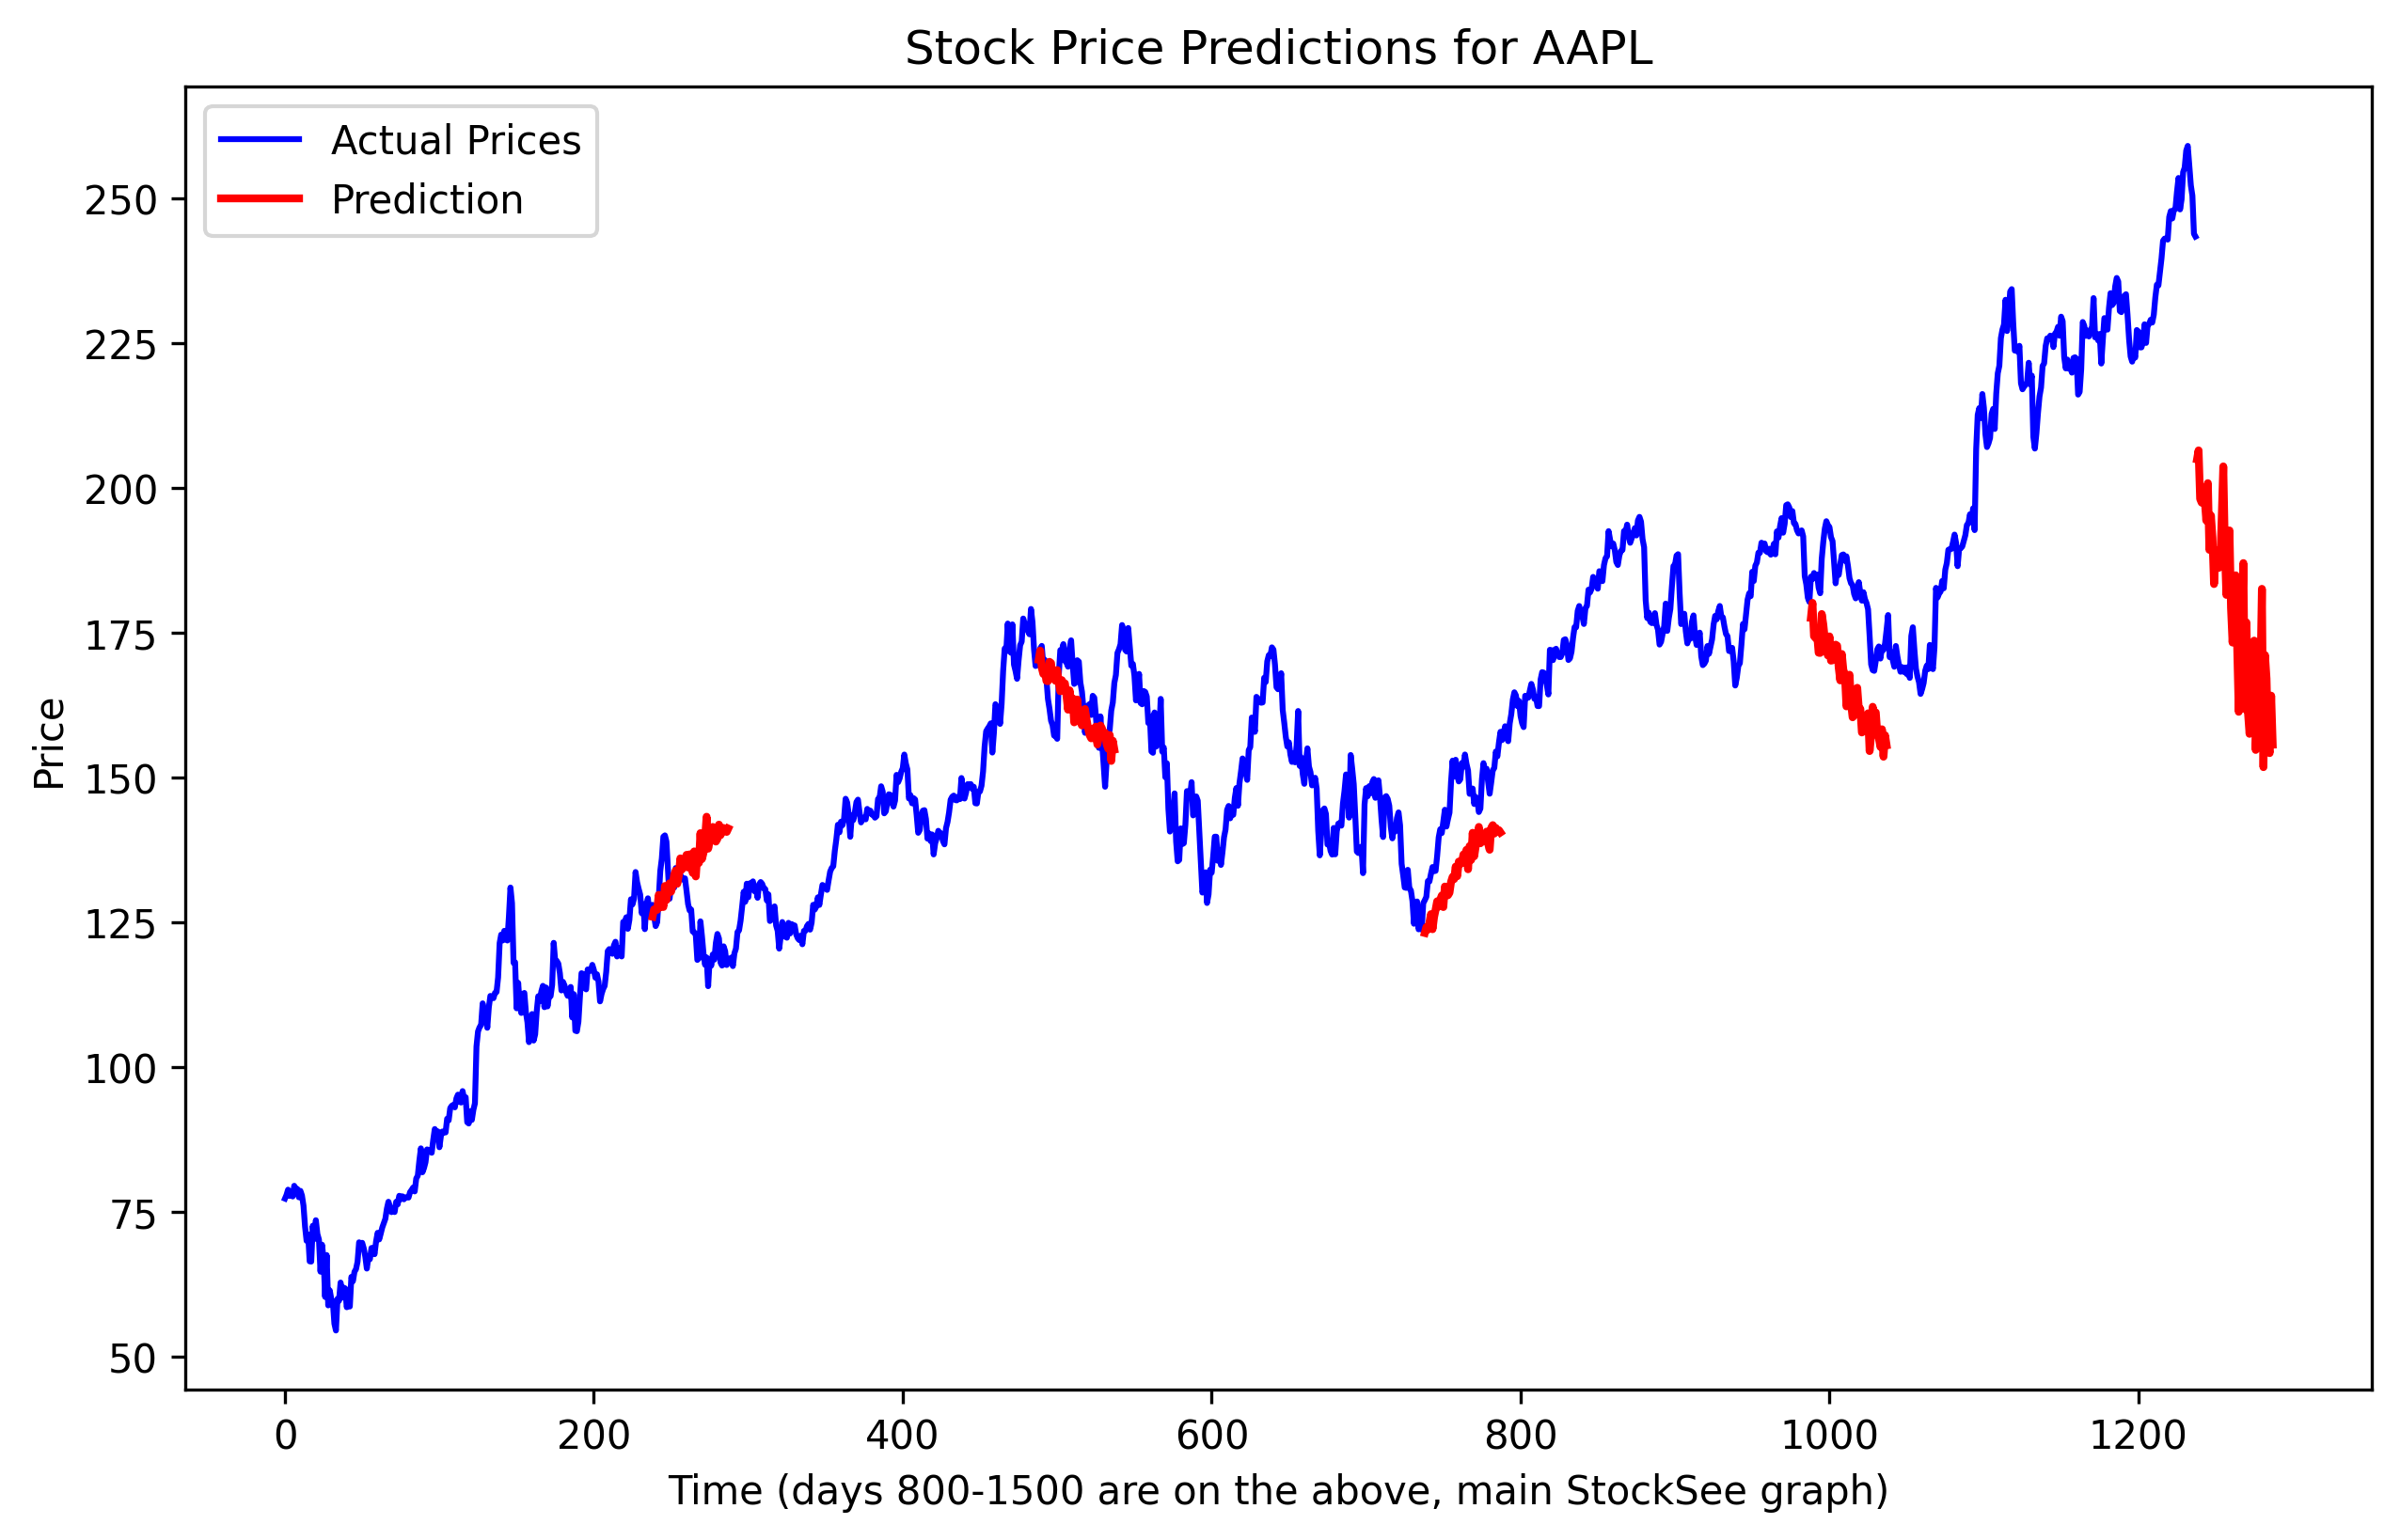 Stock Price Predictions for AAPL
Actual Prices
Prediction
250
225
200
175
150
125
100
75
50
Price
0 200 400 600 800 1000 1200
Time (days 800-1500 are on the above, main StockSee graph)